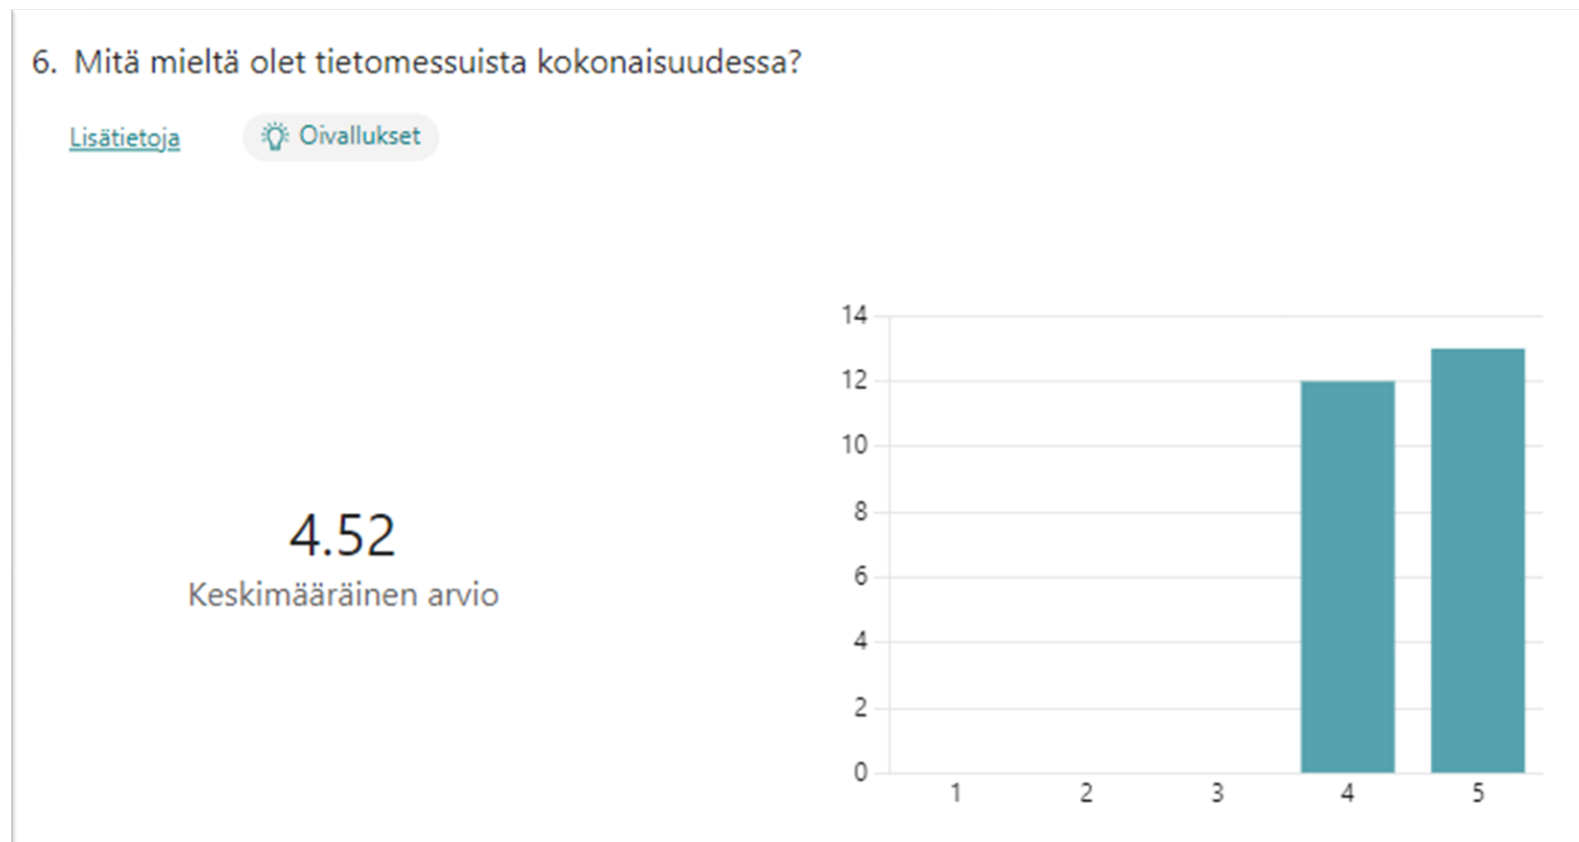 6. Mitä mieltä olet tietomessuista kokonaisuudessa?
Lisätietoja
Oivallukset
4.52
Keskimääräinen arvio
14
12
10
8
6
4
2
0
1 2 3 4 5